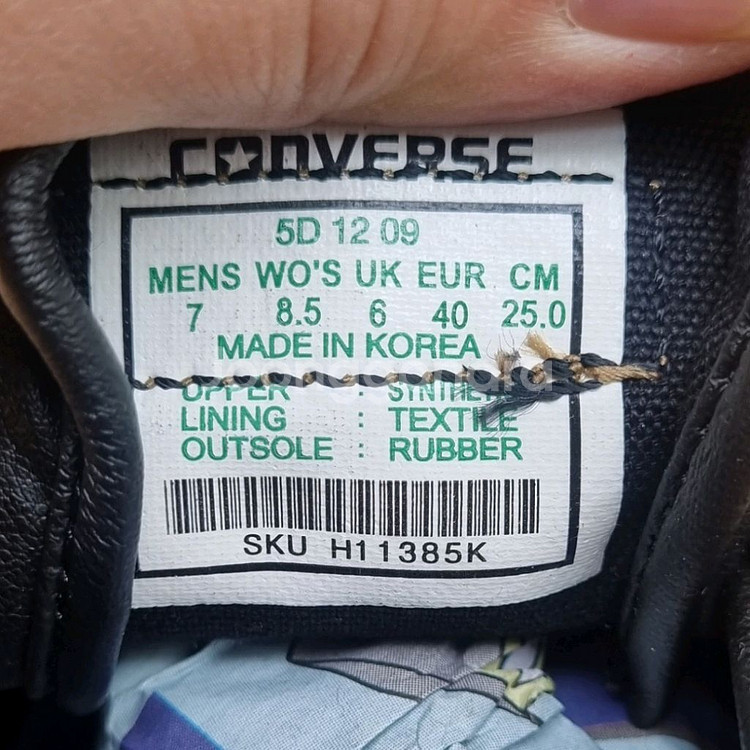 CONVERSE
5D 12 09
MENS WO'S UK EUR CM
7 8.5 6 40 25.0
MADE IN KOREA
UPPER : SYNTHETIC
LINING : TEXTILE
OUTSOLE : RUBBER
SKU H11385K